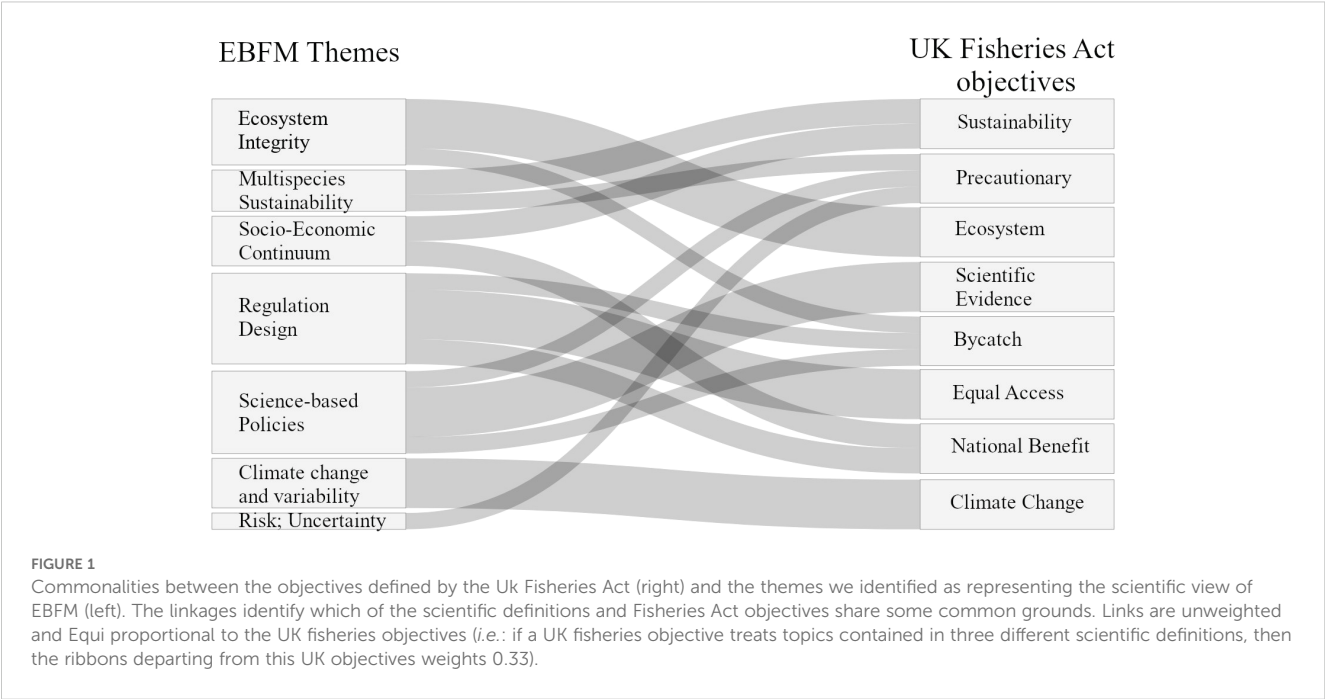 EBFM Themes
UK Fisheries Act
objectives
Ecosystem
Integrity
Multispecies
Sustainability
Socio-Economic
Continuum
Regulation
Design
Science-based
Policies
Climate change
and variability
Risk; Uncertainty
Sustainability
Precautionary
Ecosystem
Scientific
Evidence
Bycatch
Equal Access
National Benefit
Climate Change
FIGURE 1
Commonalities between the objectives defined by the Uk Fisheries Act (right) and the themes we identified as representing the scientific view of
EBFM (left). The linkages identify which of the scientific definitions and Fisheries Act objectives share some common grounds. Links are unweighted
and Equi proportional to the UK fisheries objectives (i.e.: if a UK fisheries objective treats topics contained in three different scientific definitions, then
the ribbons departing from this UK objectives weights 0.33).